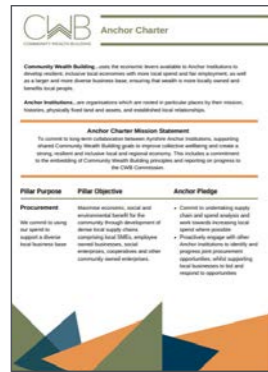 CWB
COMMUNITY WEALTH BUILDING
Anchor Charter
Community Wealth Building...uses the economic levers available to Anchor Institutions to
develop resilient, inclusive local economies with more local spend and fair employment, as well
as a larger and more diverse business base, ensuring that wealth is more locally owned and
benefits local people.
Anchor Institutions...are organisations which are rooted in particular places by their mission,
histories, physically fixed land and assets, and established local relationships.
Anchor Charter Mission Statement
To commit to long-term collaboration between Ayrshire Anchor Institutions, supporting
shared Community Wealth Building goals to improve collective wellbeing and create a
strong, resilient and inclusive local and regional economy. This includes a commitment
to the embedding of Community Wealth Building principles and reporting on progress to
the CWB Commission.
Pillar Purpose
Pillar Objective
Anchor Pledge
Procurement
We commit to using
our spend to
support a diverse
local business base
Maximise economic, social and
environmental benefit for the
community through development of
dense local supply chains
comprising local SMEs, employee
owned businesses, social
enterprises, cooperatives and other
community owned enterprises.
• Commit to undertaking supply
chain and spend analysis and
work towards increasing local
spend where possible
• Proactively engage with other
Anchor Institutions to identify and
progress joint procurement
opportunities, whilst supporting
local businesses to bid and
respond to opportunities